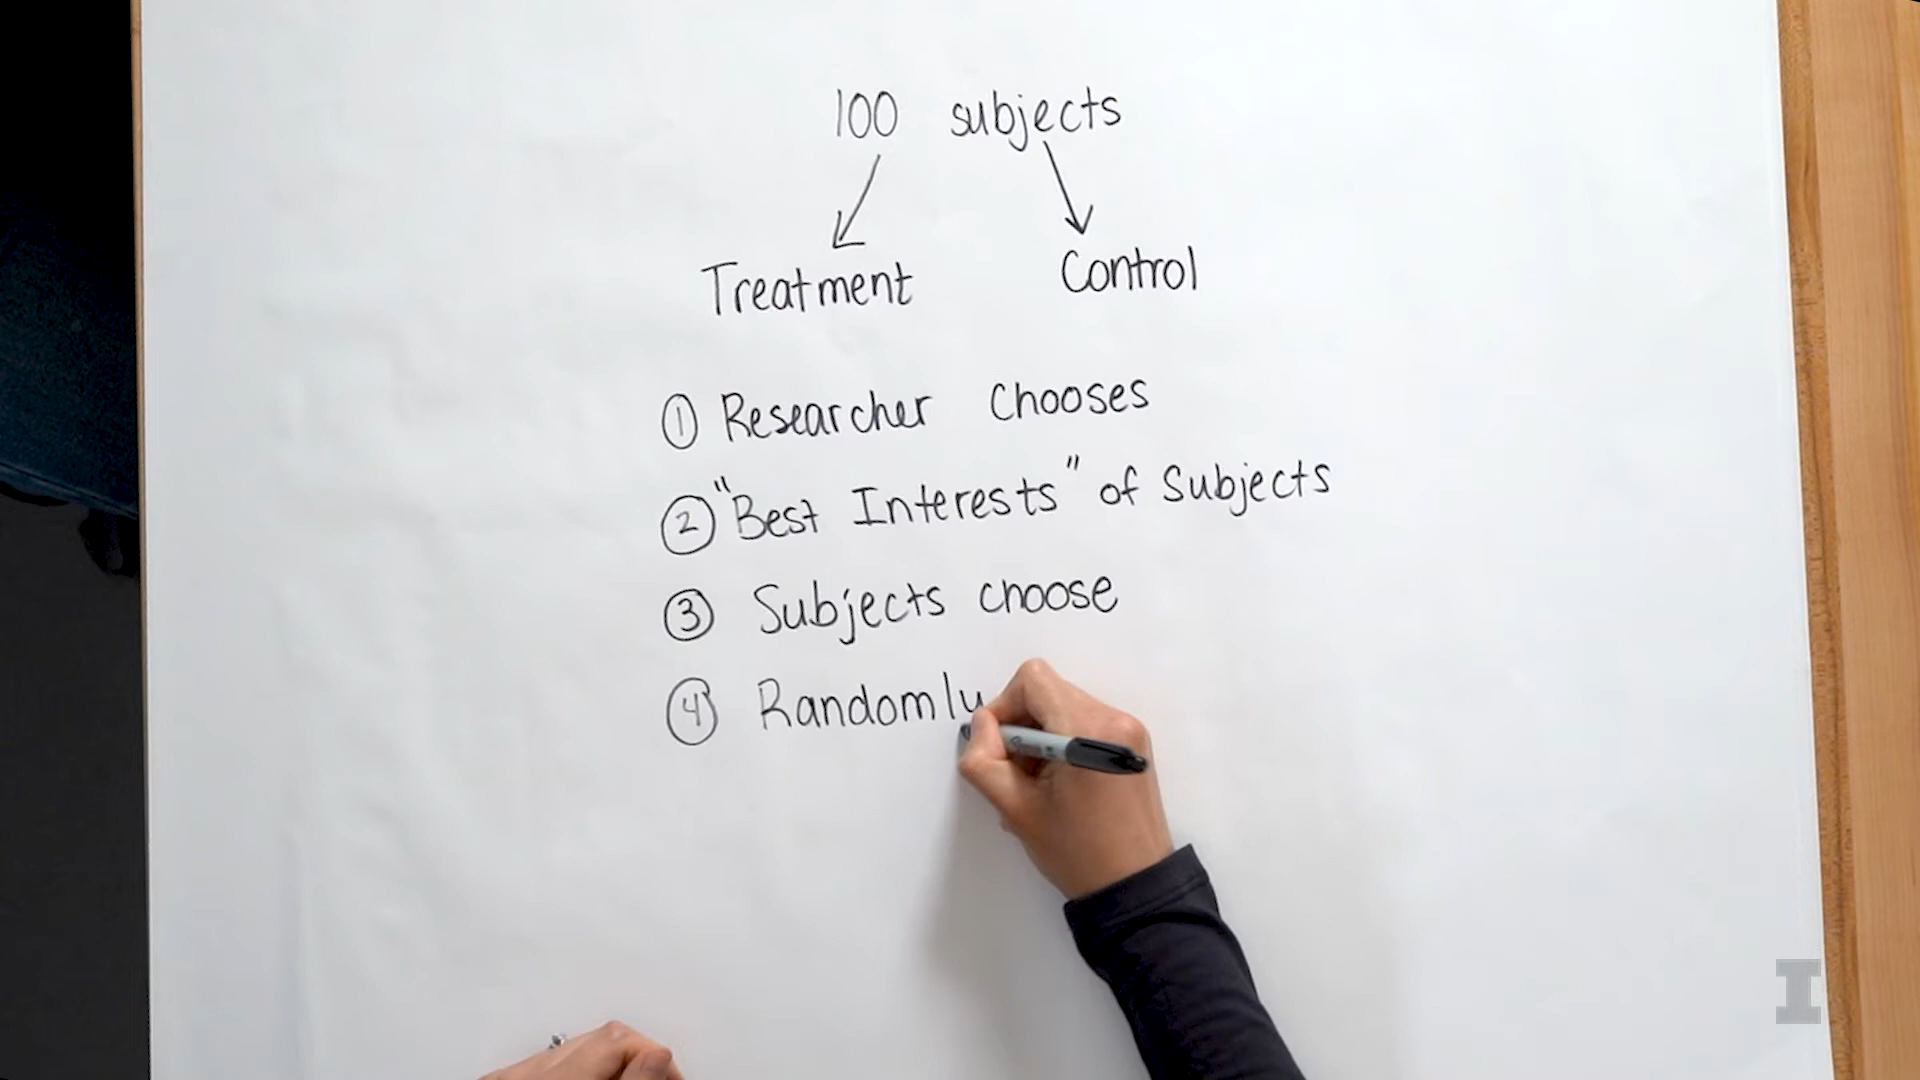 100 subjects
Treatment Control
① Researcher Chooses
② "Best Interests" of Subjects
③ Subjects choose
④ Randomly
I